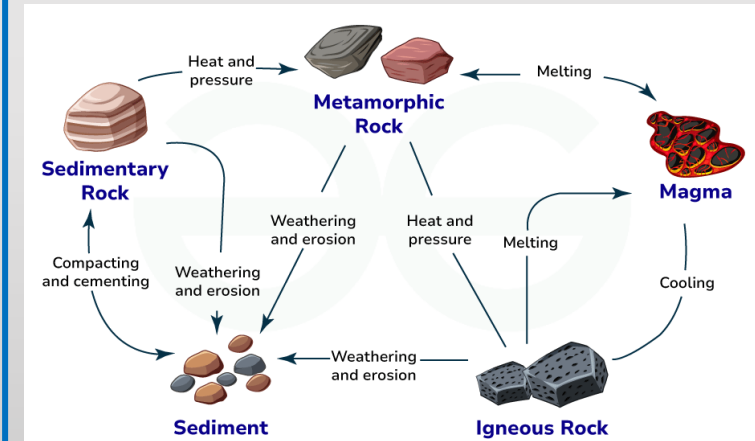 Heat and
pressure
Melting
Metamorphic
Rock
Sedimentary
Rock
Magma
Weathering
and erosion
Heat and
pressure
Melting
Compacting
and cementing
Weathering
and erosion
Cooling
Weathering
and erosion
Sediment
Igneous Rock